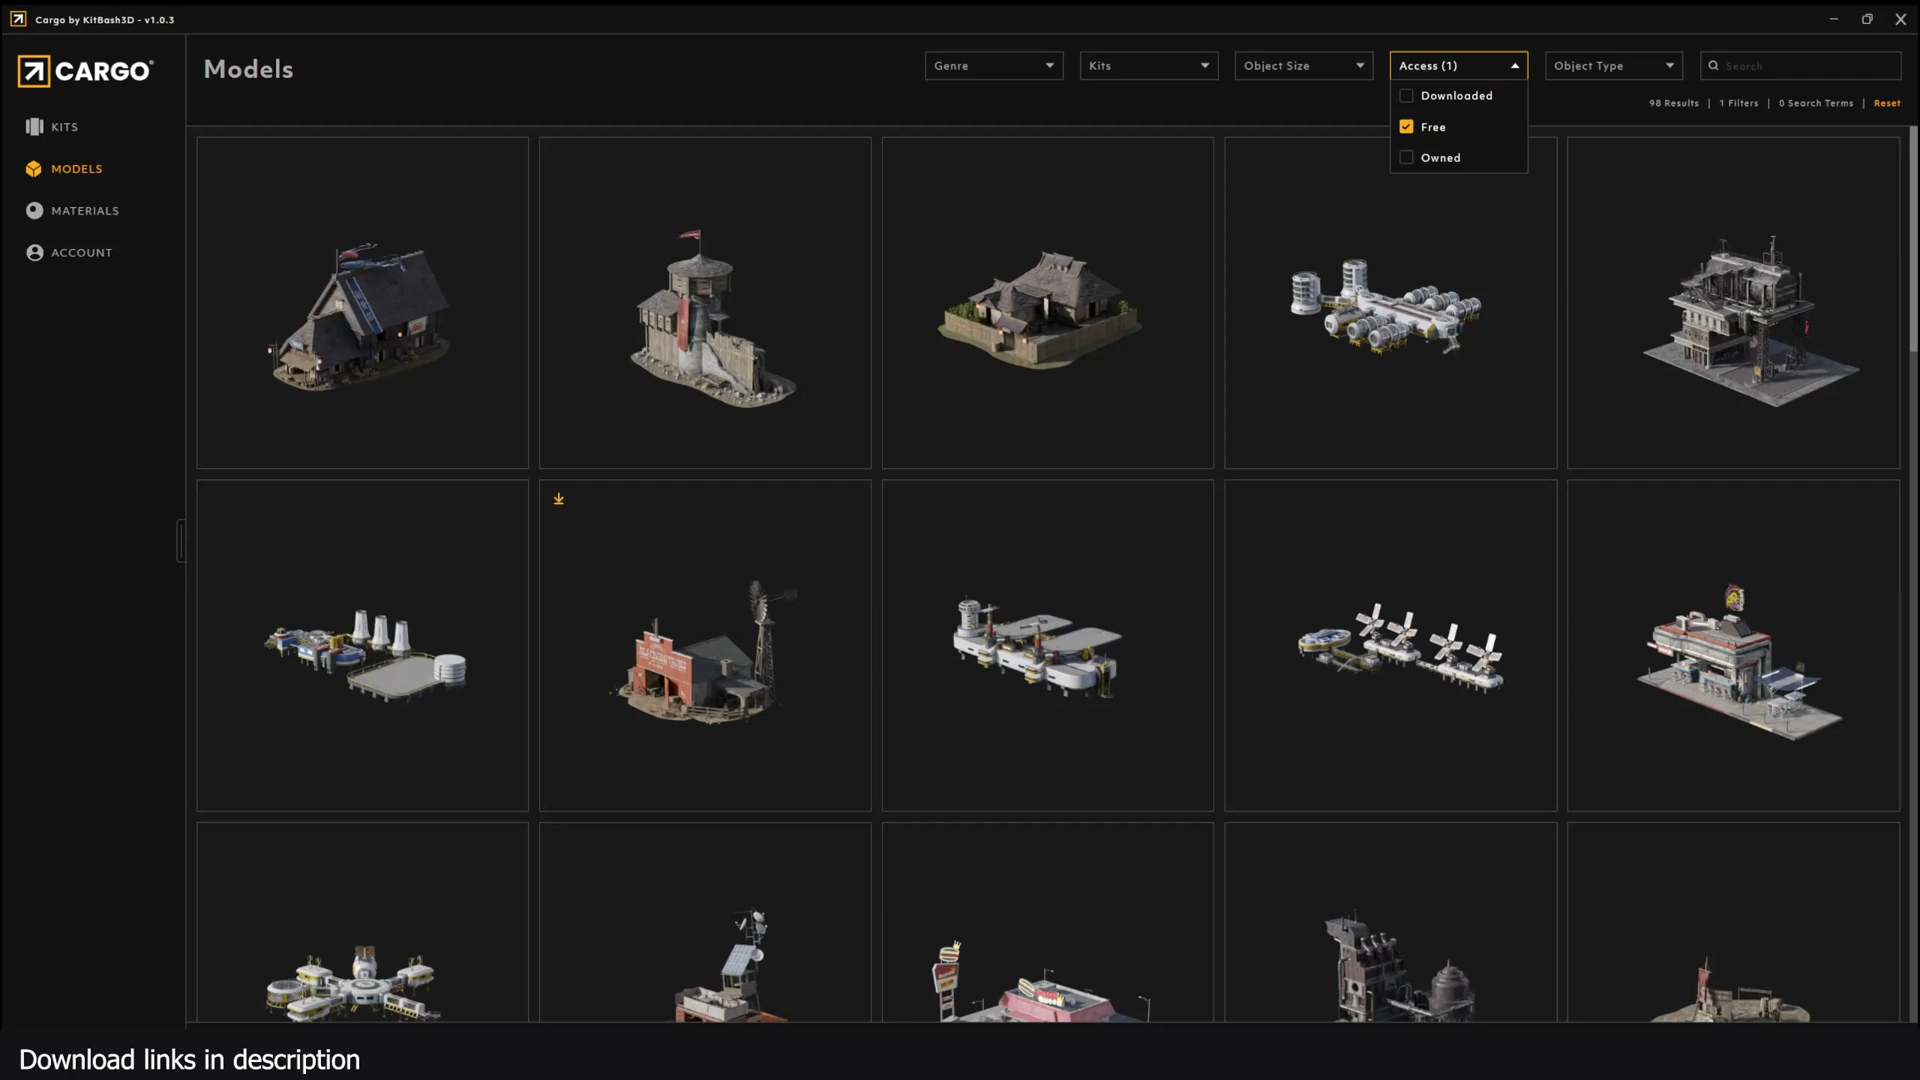 Cargo by KitBash3D - v1.0.3
CARGO
Models
Genre
Kits
Object Size
Access (1)
Object Type
Search
Downloaded
Free
Owned
98 Results | 1 Filters | 0 Search Terms | Reset
KITS
MODELS
MATERIALS
ACCOUNT
Download links in description